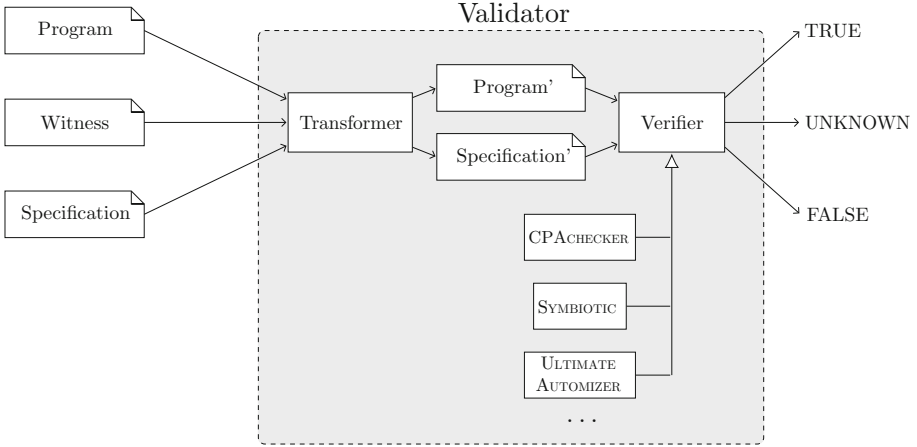 Validator
Program
TRUE
Program'
Witness
Transformer
Verifier
UNKNOWN
Specification'
Specification
FALSE
CPACHECKER
SYMBIOTIC
ULTIMATE
AUTOMIZER
...